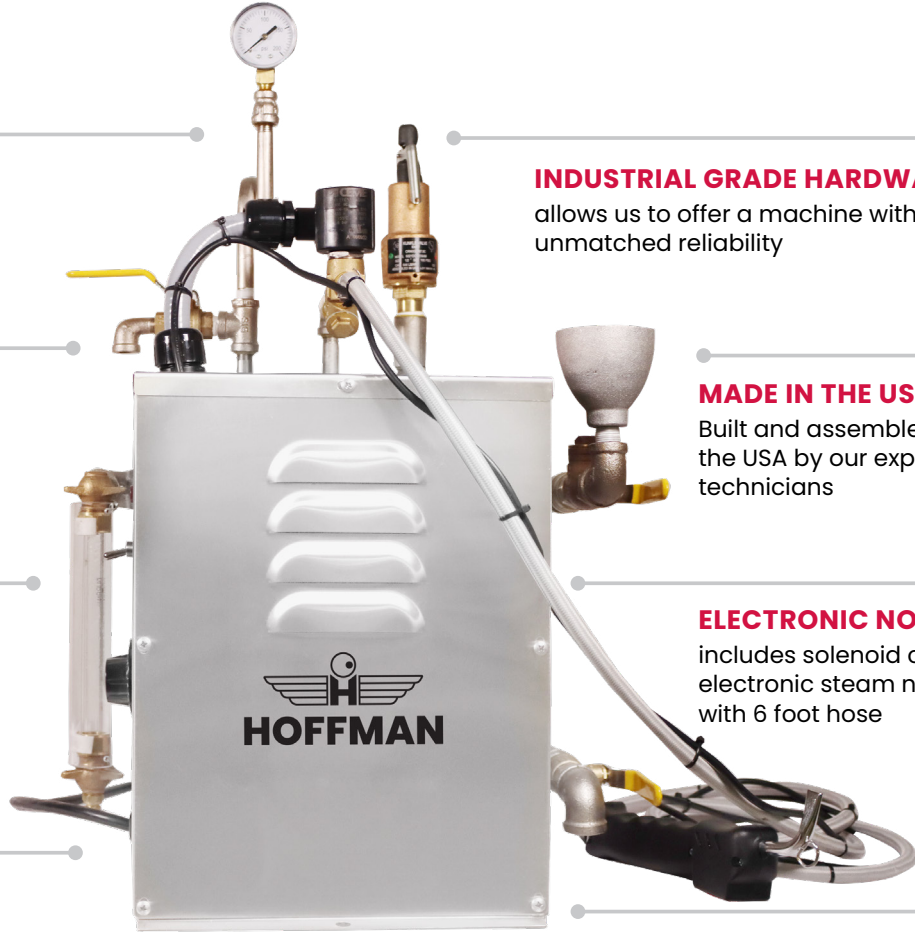 INDUSTRIAL GRADE HARDWA
allows us to offer a machine with
unmatched reliability
MADE IN THE US
Built and assemble
the USA by our exp
technicians
ELECTRONIC NO
includes solenoid
electronic steam n
with 6 foot hose
HOFFMAN